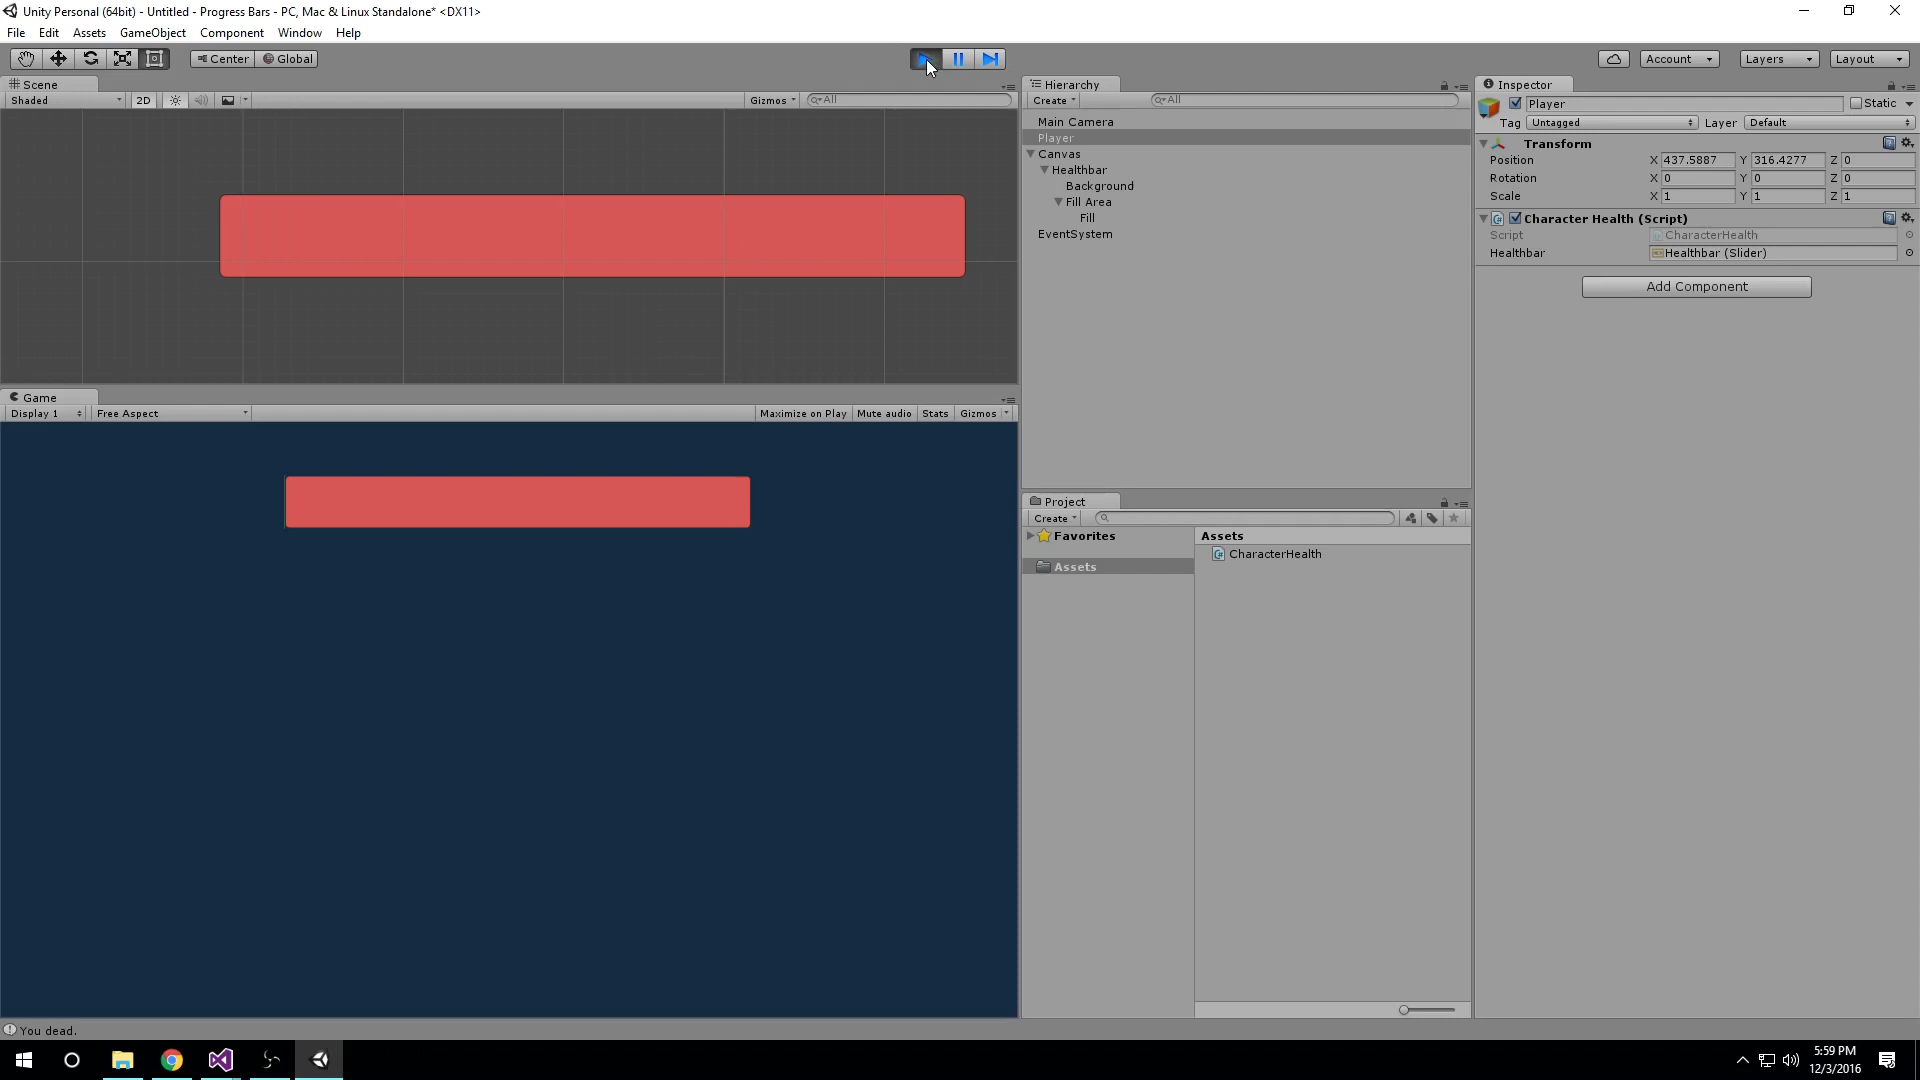 Unity Personal (64bit) - Untitled - Progress Bars - PC, Mac & Linux Standalone* <DX11>
File Edit Assets GameObject Component Window Help
Center Global Account Layers Layout
Scene
Shaded 2D Gizmos All
Game
Display 1 Free Aspect Maximize on Play Mute audio Stats Gizmos
Hierarchy
Create All
Main Camera
Player
Canvas
Healthbar
Background
Fill Area
Fill
EventSystem
Project
Create
Favorites
Assets
Assets
CharacterHealth
Inspector
Player Static
Tag Untagged Layer Default
Transform
Position X 437.5887 Y 316.4277 Z 0
Rotation X 0 Y 0 Z 0
Scale X 1 Y 1 Z 1
Character Health (Script)
Script CharacterHealth
Healthbar Healthbar (Slider)
Add Component
You dead.
5:59 PM
12/3/2016